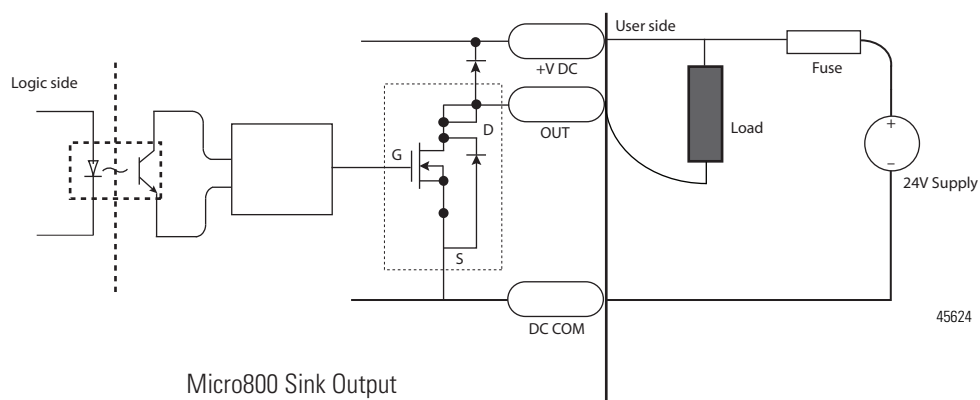 User side
+V DC
Fuse
Logic side
D
OUT
G
Load
+
–
24V Supply
S
DC COM
45624
Micro800 Sink Output